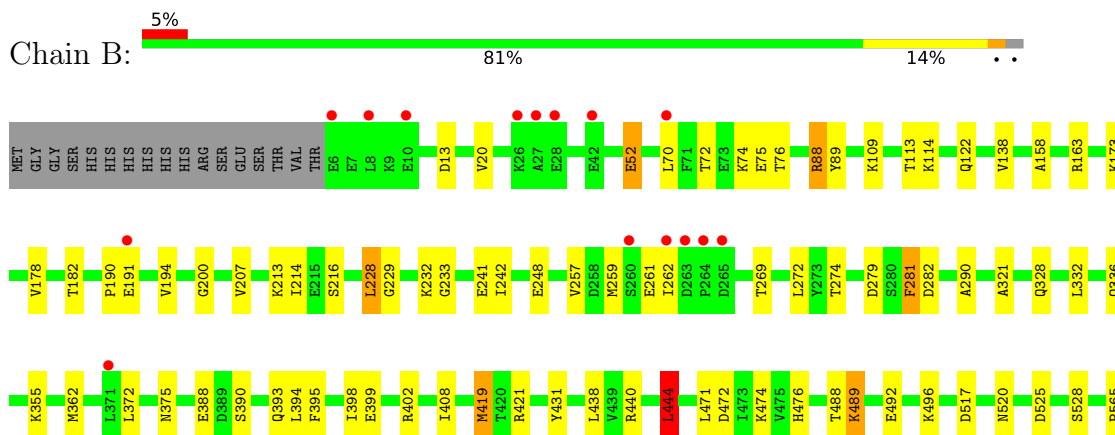 5%
Chain B:
81% 14% • •
MET GLY GLY SER HIS HIS HIS HIS HIS HIS ARG SER GLU SER THR VAL THR E6 E7 L8 K9 E10 D13 V20 K26 A27 E28 E42 E52 L70 F71 T72 E73 K74 E75 T76 R88 Y89 K109 T113 K114 Q122 V138 A158 R163 K173
V178 T182 P190 E191 V194 G200 V207 K213 I214 E215 S216 L228 G229 K232 G233 E241 I242 E248 V257 D258 M259 S260 E261 I262 D263 P264 D265 T269 L272 Y273 T274 D279 S280 F281 D282 A290 A321 Q328 L332
K355 M362 L371 L372 N375 E388 D389 S390 Q393 L394 F395 I398 E399 R402 I408 M419 T420 R421 Y431 L438 V439 R440 L444 L471 D472 I473 K474 V475 H476 T488 K489 E492 K496 D517 N520 D525 S528